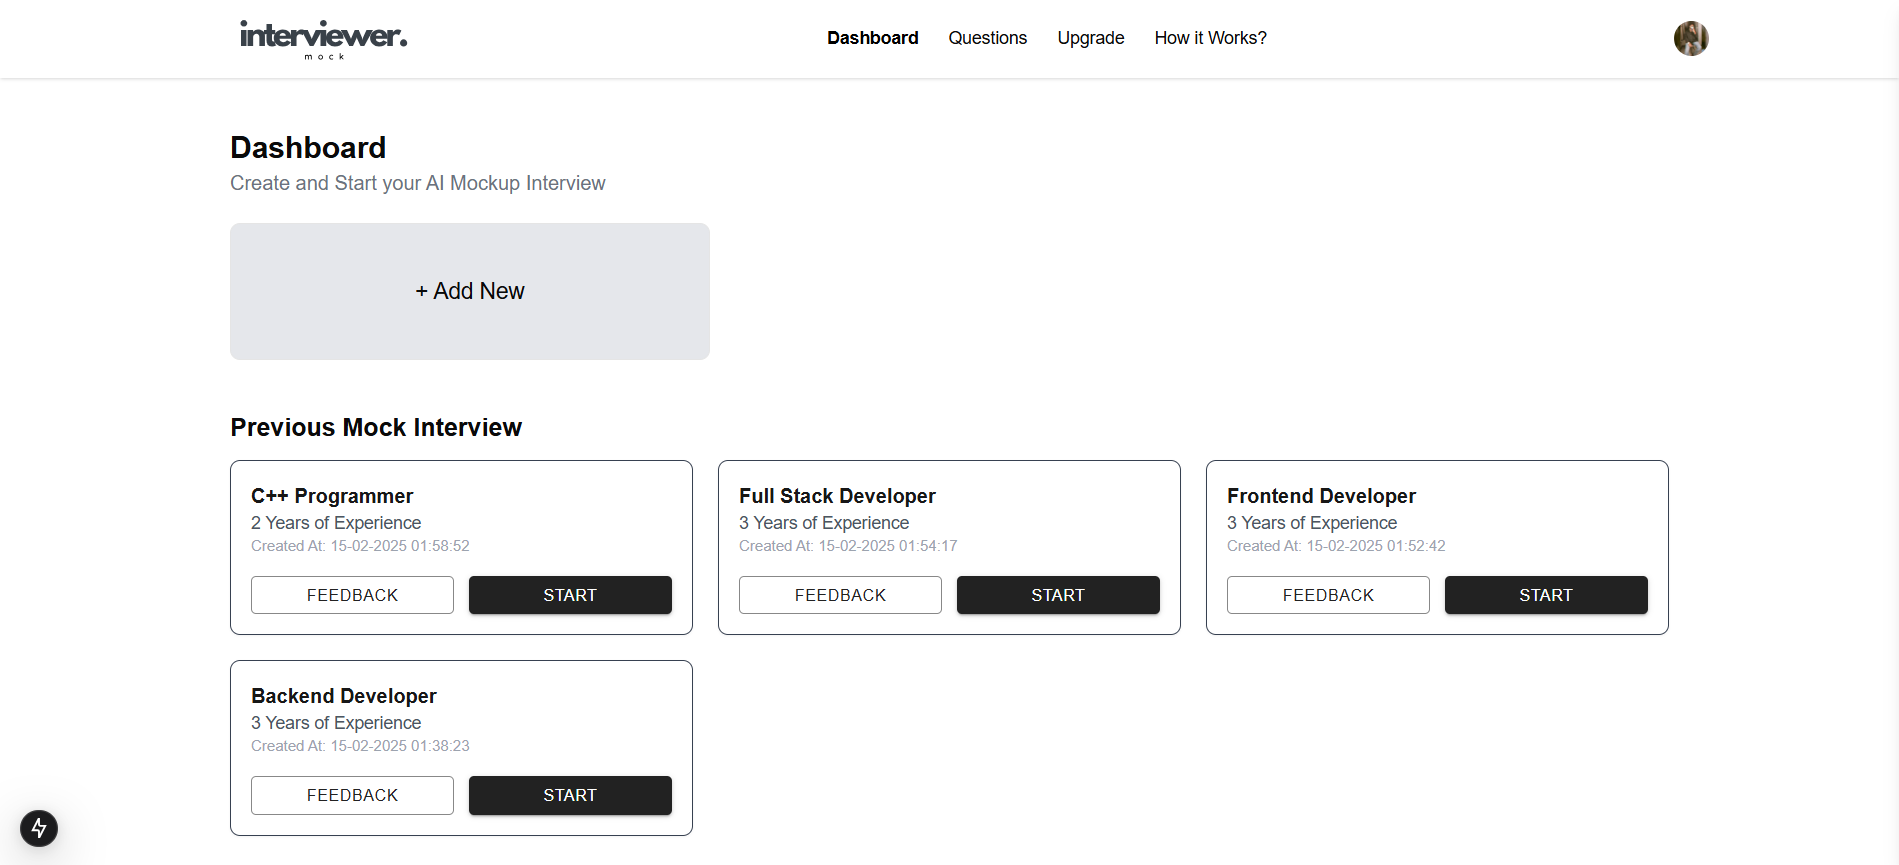 interviewer.
mock
Dashboard Questions Upgrade How it Works?
Dashboard
Create and Start your AI Mockup Interview
+ Add New
Previous Mock Interview
C++ Programmer
2 Years of Experience
Created At: 15-02-2025 01:58:52
FEEDBACK START
Full Stack Developer
3 Years of Experience
Created At: 15-02-2025 01:54:17
FEEDBACK START
Frontend Developer
3 Years of Experience
Created At: 15-02-2025 01:52:42
FEEDBACK START
Backend Developer
3 Years of Experience
Created At: 15-02-2025 01:38:23
FEEDBACK START